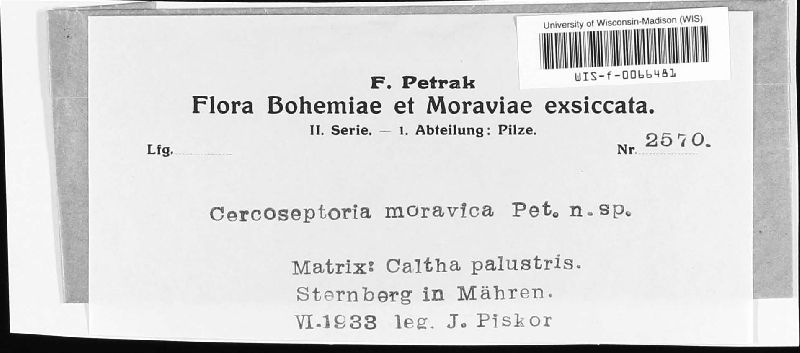 University of Wisconsin-Madison (WIS)
WIS-f-0066481
F. Petrak
Flora Bohemiae et Moraviae exsiccata.
II. Serie. — 1. Abteilung: Pilze.
Lfg.
Nr. 2570.
Cercoseptoria moravica Pet. n. sp.
Matrix: Caltha palustris.
Sternberg in Mähren.
VI.1933 leg. J. Piskor